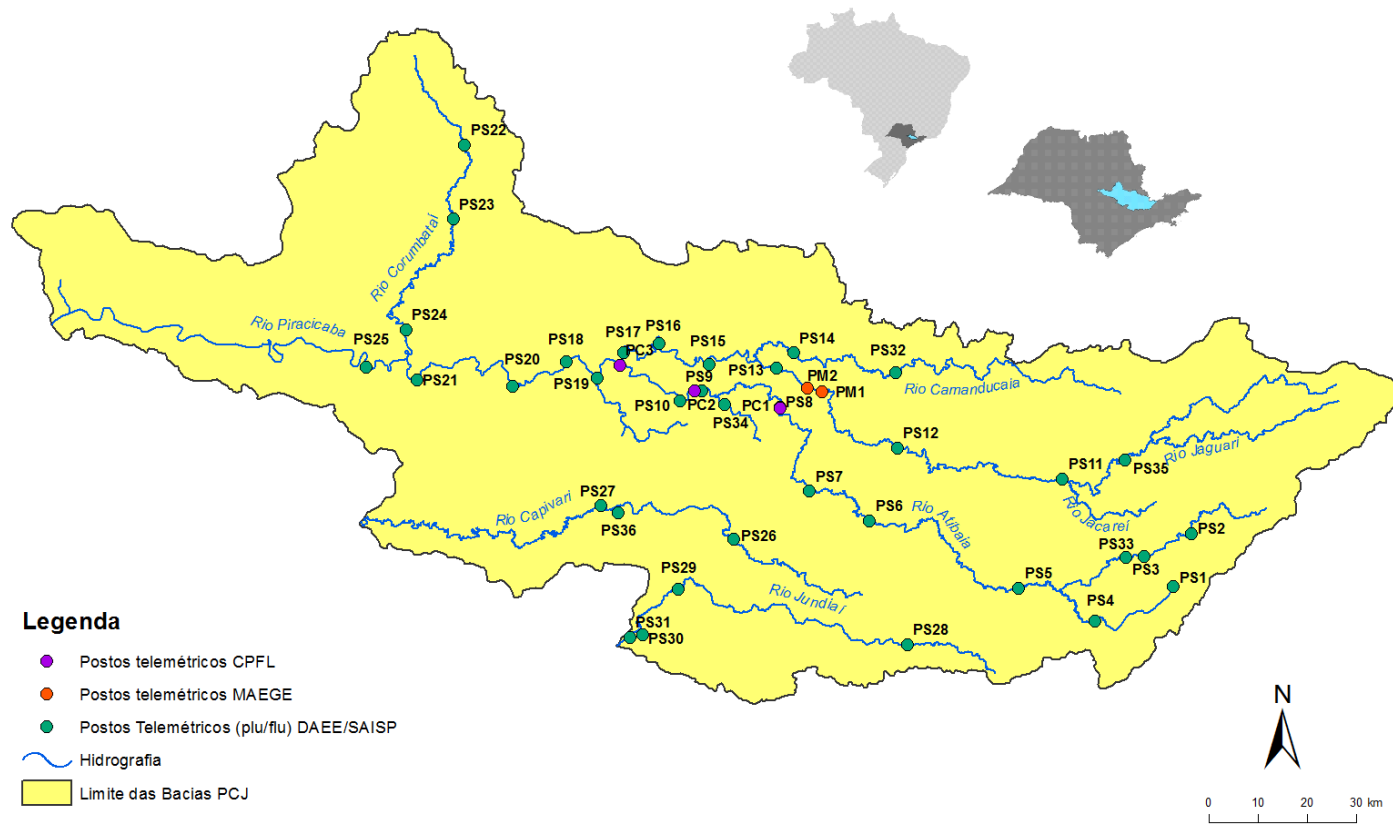 PS22
PS23
Rio Corumbataí
PS24
Rio Piracicaba
PS25
PS21
PS20
PS18
PS19
PS17
PC3
PS16
PS15
PS14
PS13
PS32
Rio Camanducaia
PM2
PM1
PS9
PS10
PC2
PS34
PC1
PS8
PS12
PS11
PS35
Rio Jaguari
Rio Jacareí
PS7
PS6
Rio Atibaia
PS2
PS33
PS3
PS1
PS5
PS4
PS27
Rio Capivari
PS36
PS26
PS29
Rio Jundiaí
PS31
PS30
PS28
Legenda
Postos telemétricos CPFL
Postos telemétricos MAEGE
Postos Telemétricos (plu/flu) DAEE/SAISP
Hidrografia
Limite das Bacias PCJ
N
0 10 20 30 km